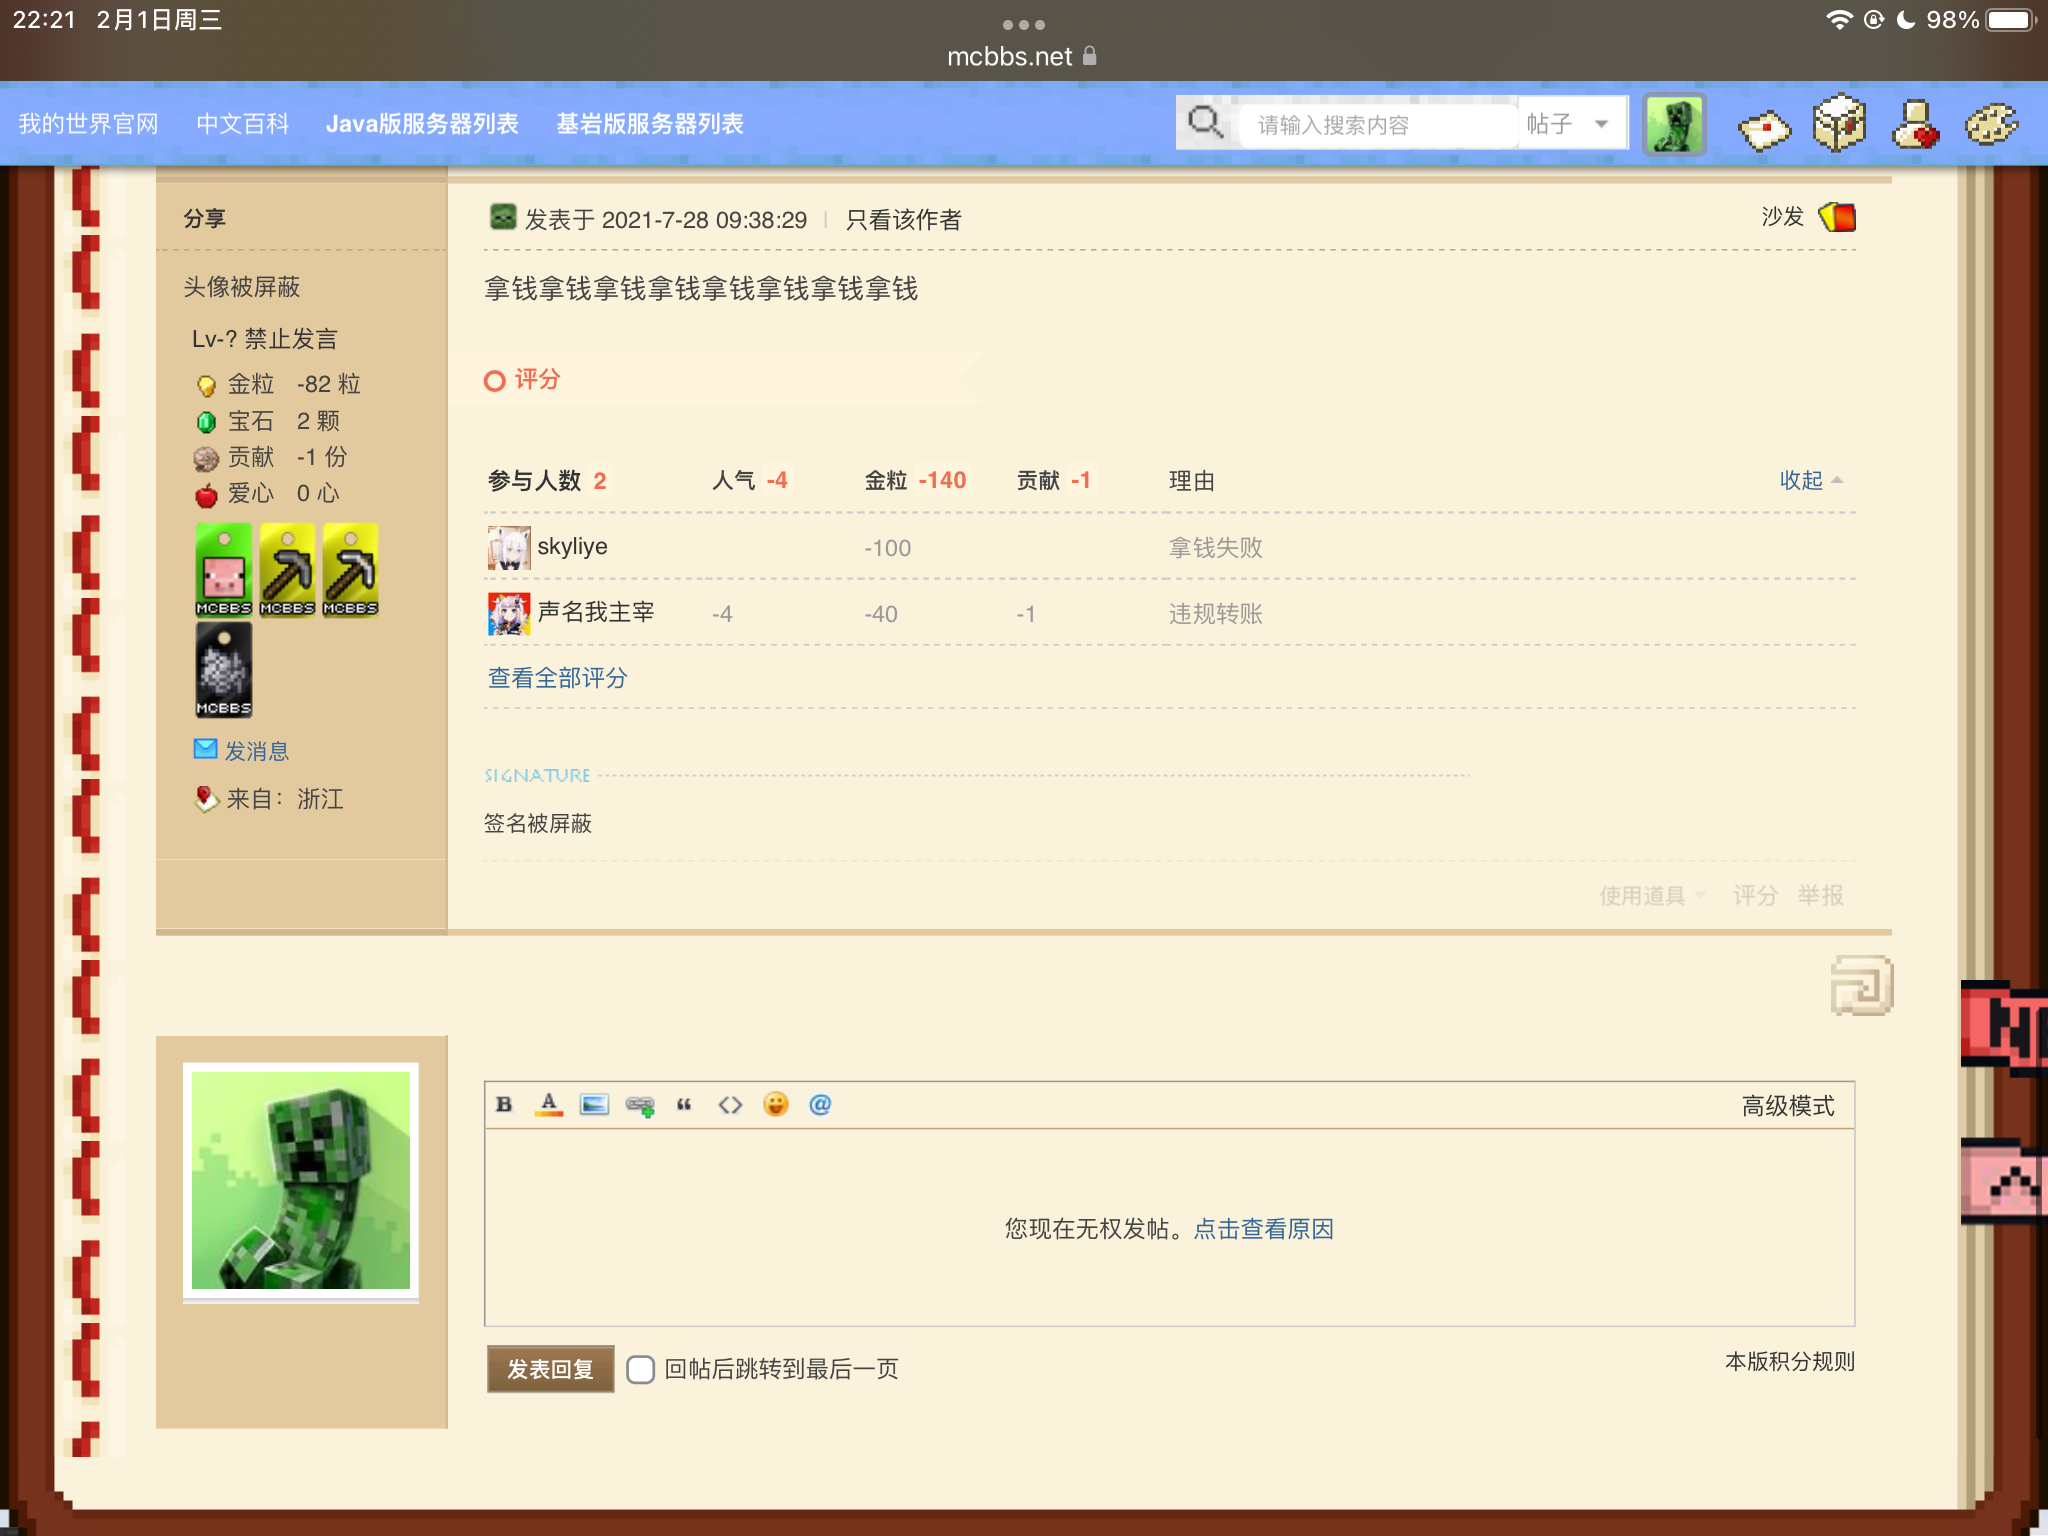 22:21 2月1日周三
98%
mcbbs.net
我的世界官网 中文百科 Java版服务器列表 基岩版服务器列表 请输入搜索内容 帖子
分享
发表于 2021-7-28 09:38:29 只看该作者 沙发
头像被屏蔽
拿钱拿钱拿钱拿钱拿钱拿钱拿钱拿钱
Lv-? 禁止发言
金粒 -82 粒
宝石 2 颗
贡献 -1 份
爱心 0 心
MCBBS MCBBS MCBBS
MCBBS
发消息
来自：浙江
评分
参与人数 2 人气 -4 金粒 -140 贡献 -1 理由 收起
skyliye -100 拿钱失败
声名我主宰 -4 -40 -1 违规转账
查看全部评分
SIGNATURE
签名被屏蔽
使用道具 评分 举报
B A “ <> @ 高级模式
您现在无权发帖。点击查看原因
发表回复 回帖后跳转到最后一页 本版积分规则